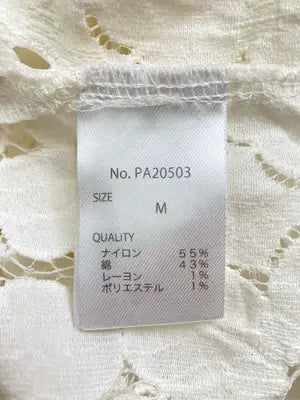 No. PA20503
SIZE
M
QUALITY
ナイロン 55%
綿 43%
レーヨン 1%
ポリエステル 1%